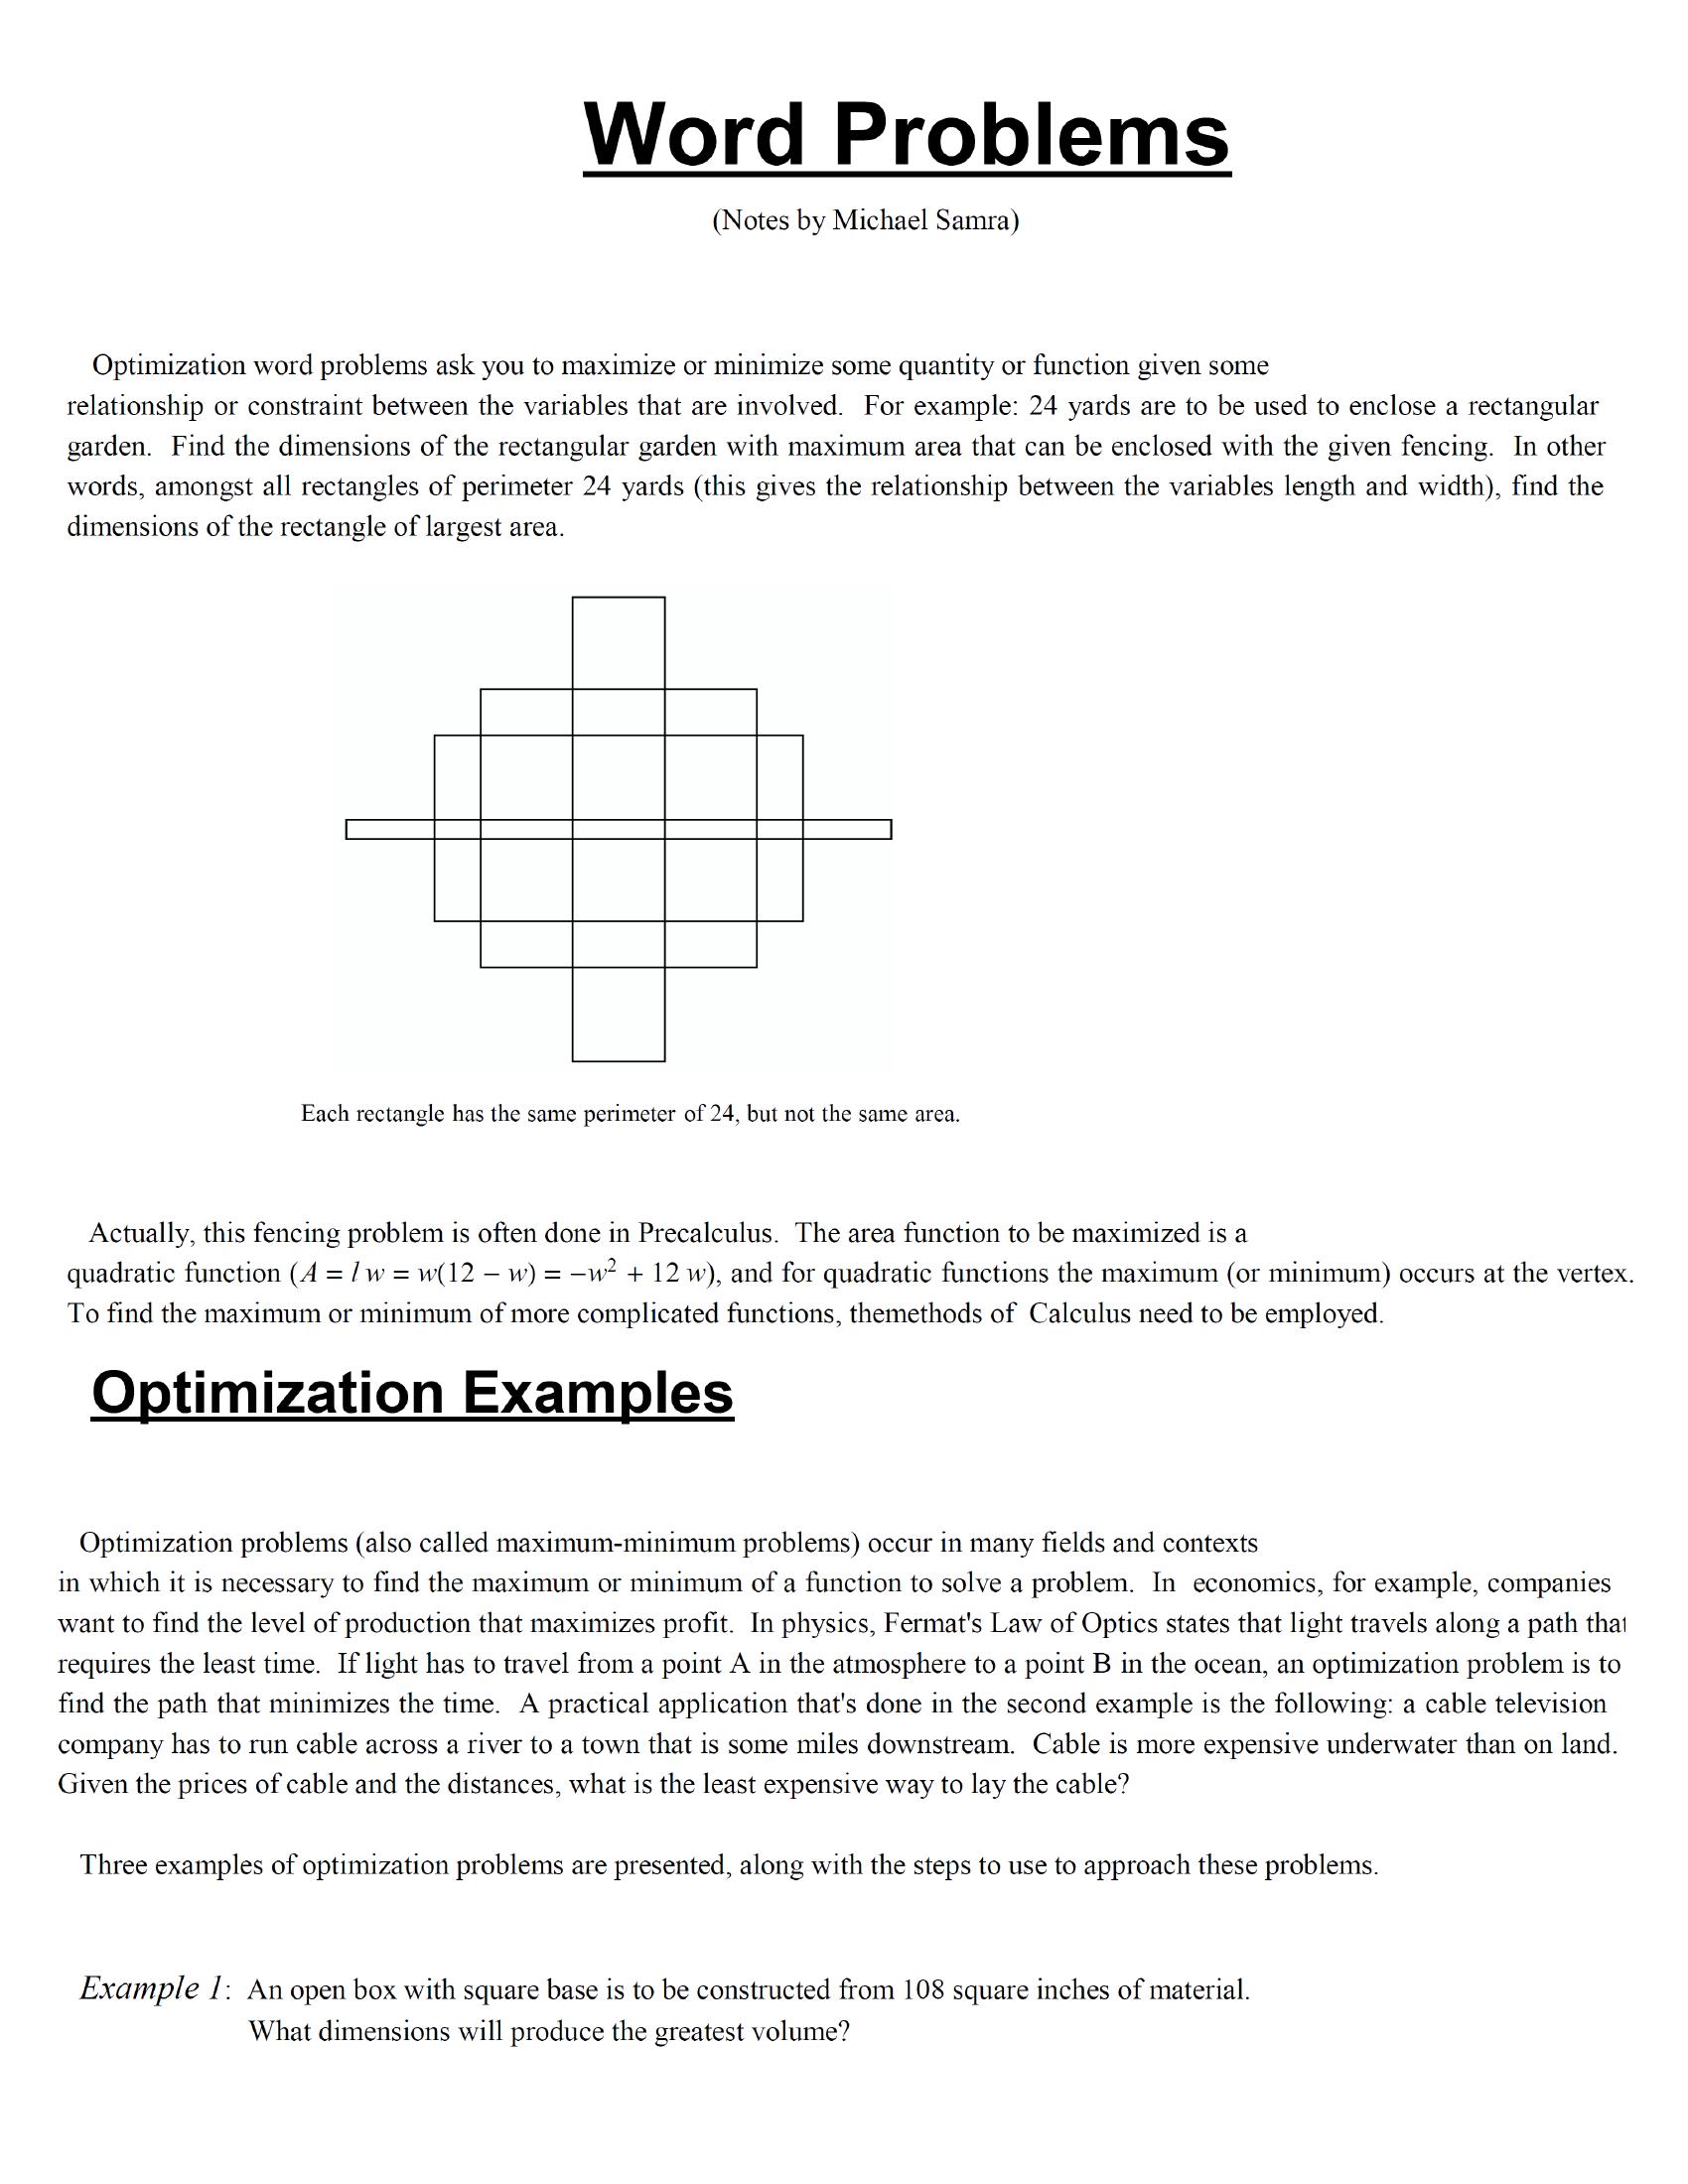 Word Problems
(Notes by Michael Samra)
Optimization word problems ask you to maximize or minimize some quantity or function given some
relationship or constraint between the variables that are involved. For example: 24 yards are to be used to enclose a rectangular
garden. Find the dimensions of the rectangular garden with maximum area that can be enclosed with the given fencing. In other
words, amongst all rectangles of perimeter 24 yards (this gives the relationship between the variables length and width), find the
dimensions of the rectangle of largest area.
Each rectangle has the same perimeter of 24, but not the same area.
Actually, this fencing problem is often done in Precalculus. The area function to be maximized is a
quadratic function (A = l w = w(12 − w) = −w² + 12 w), and for quadratic functions the maximum (or minimum) occurs at the vertex.
To find the maximum or minimum of more complicated functions, themethods of Calculus need to be employed.
Optimization Examples
Optimization problems (also called maximum-minimum problems) occur in many fields and contexts
in which it is necessary to find the maximum or minimum of a function to solve a problem. In economics, for example, companies
want to find the level of production that maximizes profit. In physics, Fermat's Law of Optics states that light travels along a path that
requires the least time. If light has to travel from a point A in the atmosphere to a point B in the ocean, an optimization problem is to
find the path that minimizes the time. A practical application that's done in the second example is the following: a cable television
company has to run cable across a river to a town that is some miles downstream. Cable is more expensive underwater than on land.
Given the prices of cable and the distances, what is the least expensive way to lay the cable?
Three examples of optimization problems are presented, along with the steps to use to approach these problems.
Example 1: An open box with square base is to be constructed from 108 square inches of material.
What dimensions will produce the greatest volume?